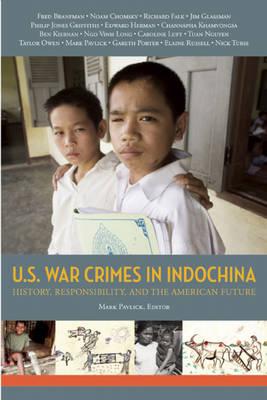 Fred Branfman • Noam Chomsky • Richard Falk • Jim Glassman
Philip Jones Griffiths • Edward Herman • Channapha Khamvongsa
Ben Kiernan • Ngo Vinh Long • Caroline Luft • Tuan Nguyen
Taylor Owen • Mark Pavlick • Gareth Porter • Elaine Russell • Nick Turse
U.S. WAR CRIMES IN INDOCHINA
HISTORY, RESPONSIBILITY, AND THE AMERICAN FUTURE
Mark Pavlick, Editor